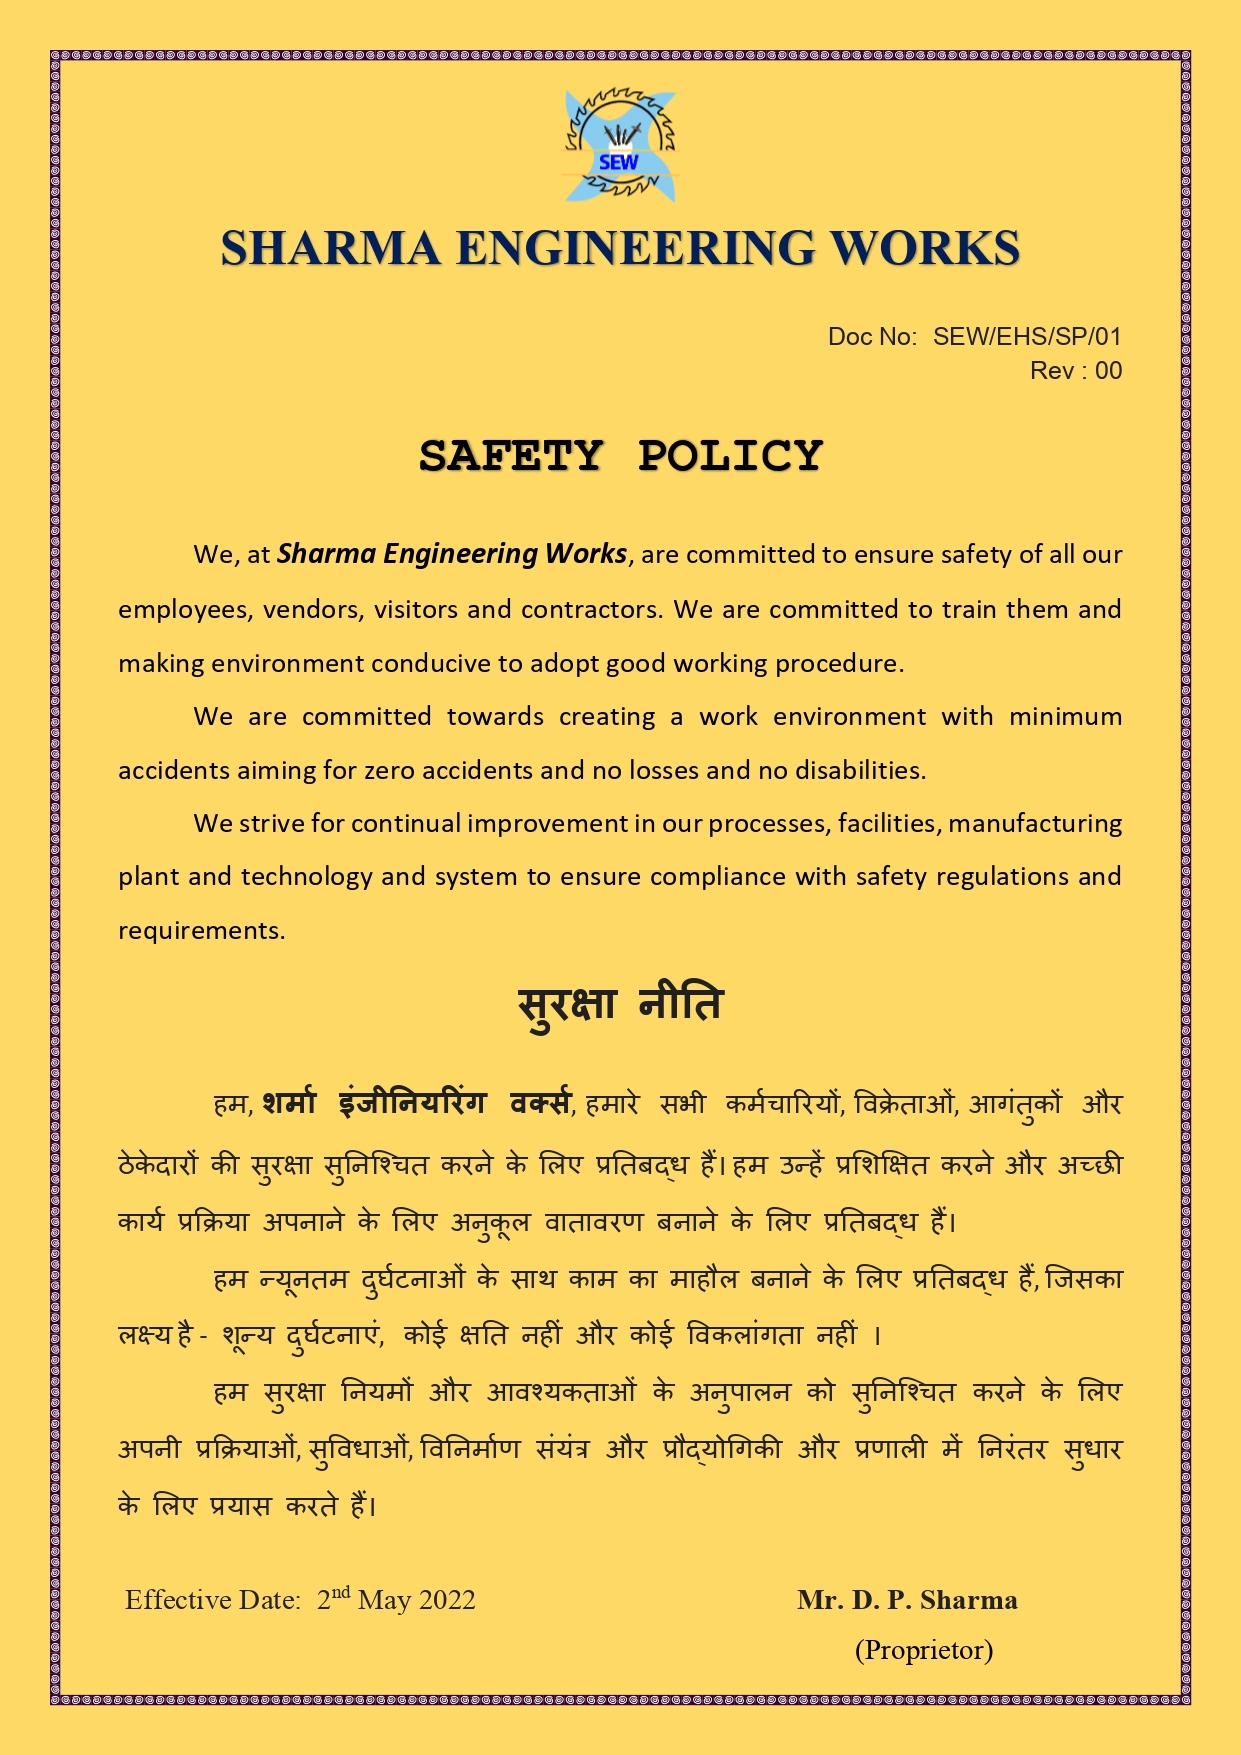 SEW
SHARMA ENGINEERING WORKS
Doc No: SEW/EHS/SP/01
Rev : 00
SAFETY POLICY
We, at Sharma Engineering Works, are committed to ensure safety of all our
employees, vendors, visitors and contractors. We are committed to train them and
making environment conducive to adopt good working procedure.
We are committed towards creating a work environment with minimum
accidents aiming for zero accidents and no losses and no disabilities.
We strive for continual improvement in our processes, facilities, manufacturing
plant and technology and system to ensure compliance with safety regulations and
requirements.
सुरक्षा नीति
हम, शर्मा इंजीनियरिंग वर्क्स, हमारे सभी कर्मचारियों, विक्रेताओं, आगंतुकों और
ठेकेदारों की सुरक्षा सुनिश्चित करने के लिए प्रतिबद्ध हैं। हम उन्हें प्रशिक्षित करने और अच्छी
कार्य प्रक्रिया अपनाने के लिए अनुकूल वातावरण बनाने के लिए प्रतिबद्ध हैं।
हम न्यूनतम दुर्घटनाओं के साथ काम का माहौल बनाने के लिए प्रतिबद्ध हैं, जिसका
लक्ष्य है - शून्य दुर्घटनाएं, कोई क्षति नहीं और कोई विकलांगता नहीं ।
हम सुरक्षा नियमों और आवश्यकताओं के अनुपालन को सुनिश्चित करने के लिए
अपनी प्रक्रियाओं, सुविधाओं, विनिर्माण संयंत्र और प्रौद्योगिकी और प्रणाली में निरंतर सुधार
के लिए प्रयास करते हैं।
Effective Date: 2nd May 2022
Mr. D. P. Sharma
(Proprietor)